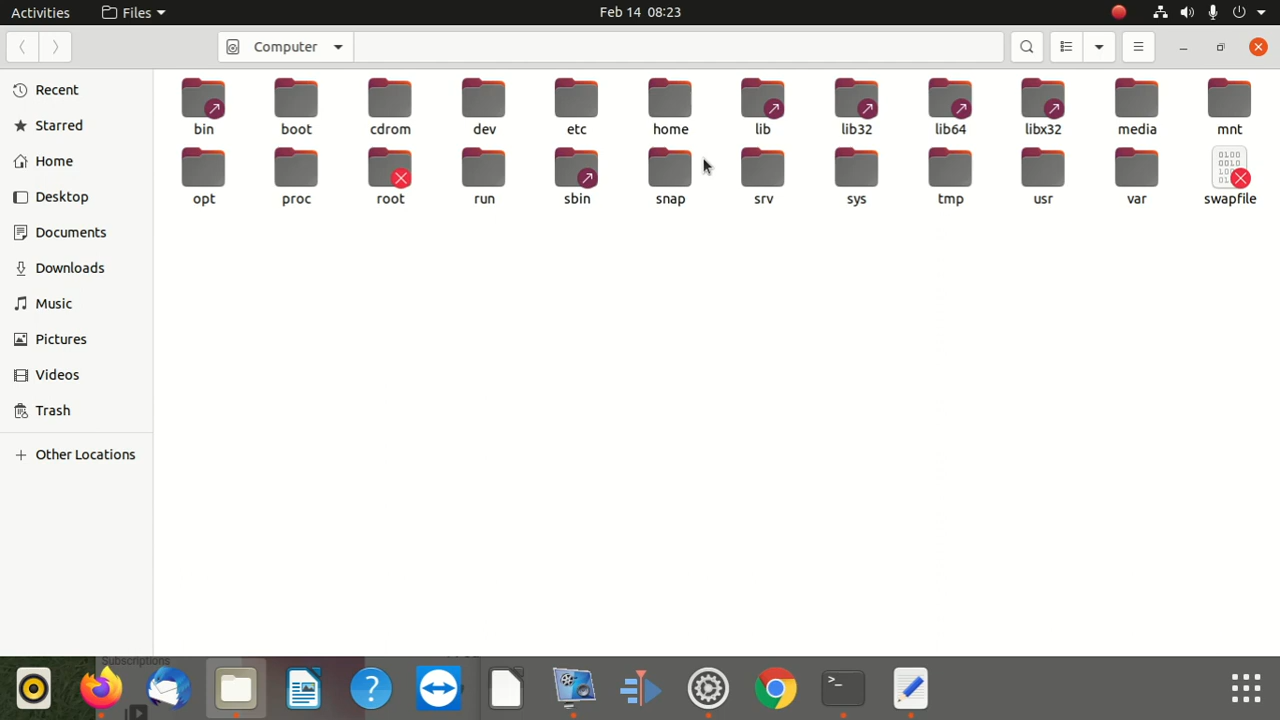 Activities
Files
Feb 14 08:23
Computer
Recent
Starred
Home
Desktop
Documents
Downloads
Music
Pictures
Videos
Trash
Other Locations
bin boot cdrom dev etc home lib lib32 lib64 libx32 media mnt
opt proc root run sbin snap srv sys tmp usr var swapfile
Subscriptions